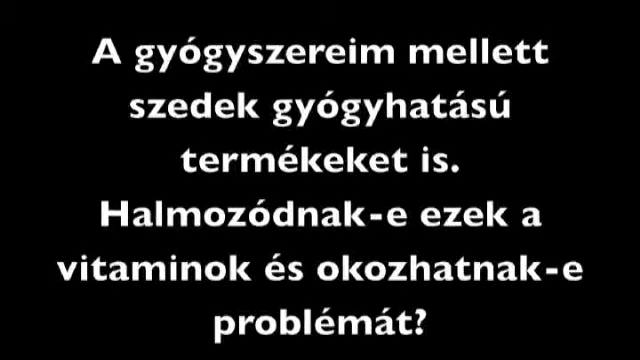 A gyógyszereim mellett
szedek gyógyhatású
termékeket is.
Halmozódnak-e ezek a
vitaminok és okozhatnak-e
problémát?